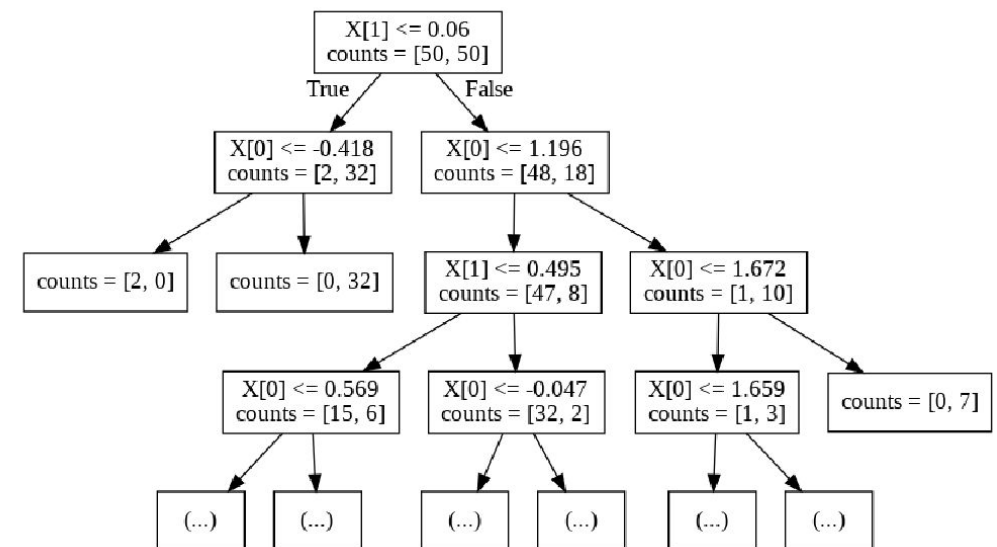 X[1] <= 0.06
counts = [50, 50]
True
False
X[0] <= -0.418
counts = [2, 32]
X[0] <= 1.196
counts = [48, 18]
counts = [2, 0]
counts = [0, 32]
X[1] <= 0.495
counts = [47, 8]
X[0] <= 1.672
counts = [1, 10]
X[0] <= 0.569
counts = [15, 6]
X[0] <= -0.047
counts = [32, 2]
X[0] <= 1.659
counts = [1, 3]
counts = [0, 7]
(...)
(...)
(...)
(...)
(...)
(...)